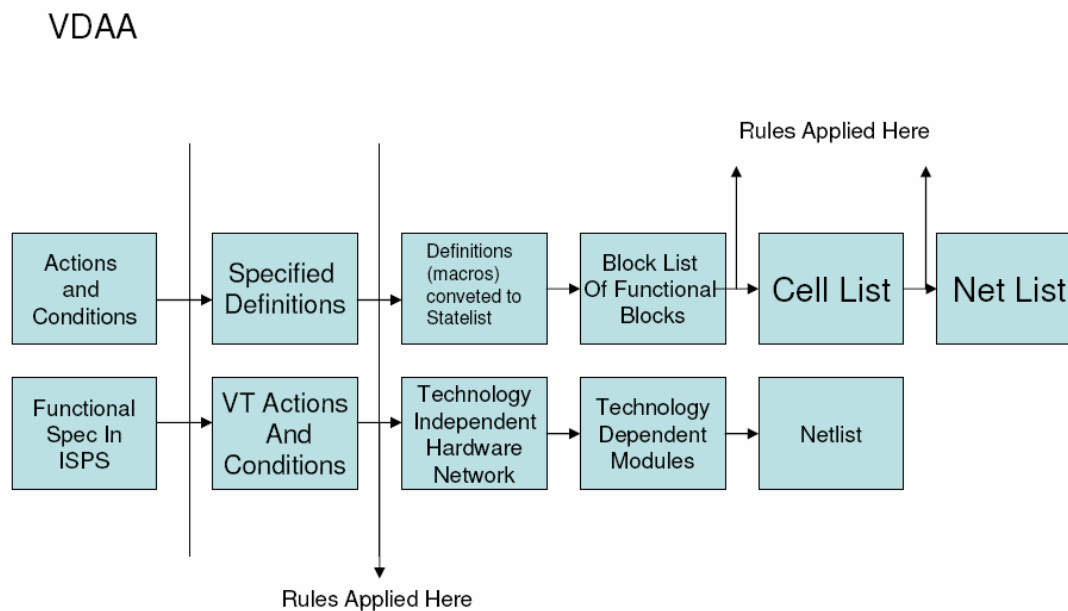 VDAA
Rules Applied Here
Actions
and
Conditions
Specified
Definitions
Definitions
(macros)
conveted to
Statelist
Block List
Of Functional
Blocks
Cell List
Net List
Functional
Spec In
ISPS
VT Actions
And
Conditions
Technology
Independent
Hardware
Network
Technology
Dependent
Modules
Netlist
Rules Applied Here